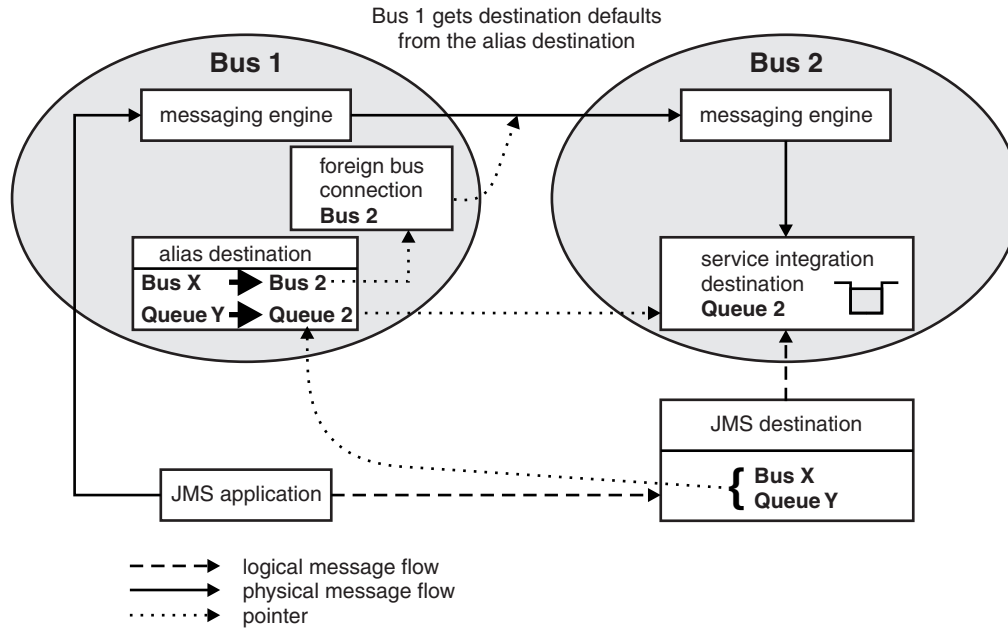 Bus 1 gets destination defaults
from the alias destination
Bus 1
messaging engine
foreign bus
connection
Bus 2
alias destination
Bus X Bus 2
Queue Y Queue 2
Bus 2
messaging engine
service integration
destination
Queue 2
JMS application
JMS destination
{ Bus X
Queue Y
logical message flow
physical message flow
pointer